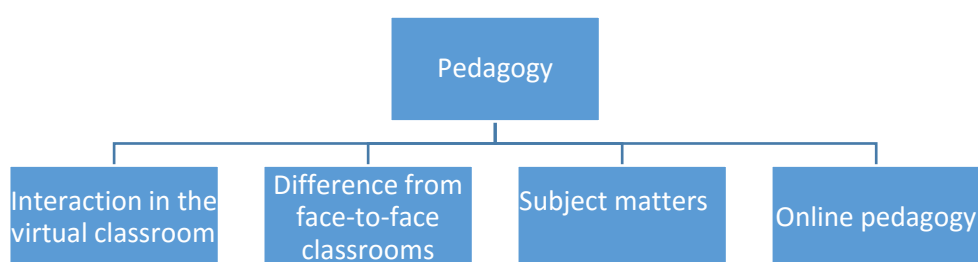 Pedagogy
Interaction in the
virtual classroom
Difference from
face-to-face
classrooms
Subject matters
Online pedagogy